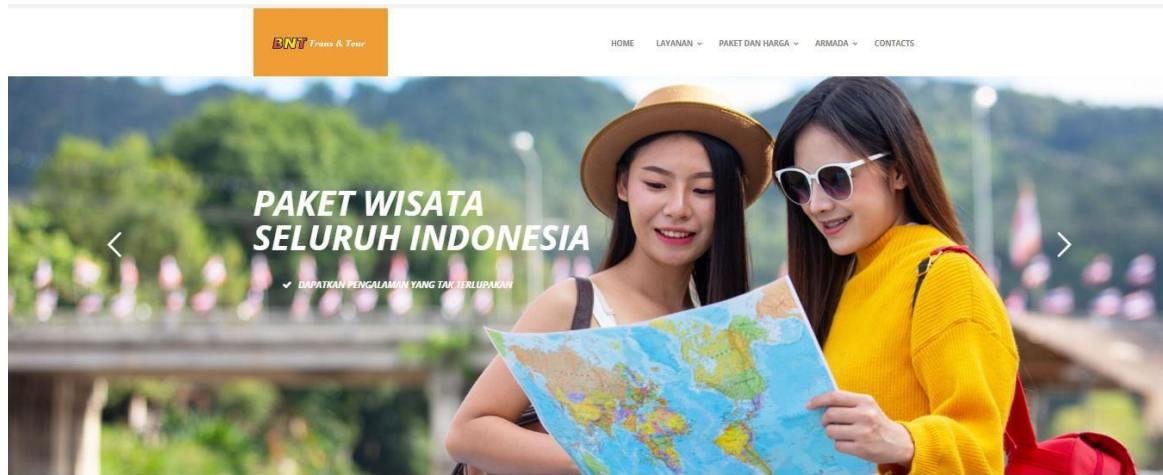 BNT Trans & Tour
HOME
LAYANAN
PAKET DAN HARGA
ARMADA
CONTACTS
PAKET WISATA
SELURUH INDONESIA
DAPATKAN PENGALAMAN YANG TAK TERLUPAKAN